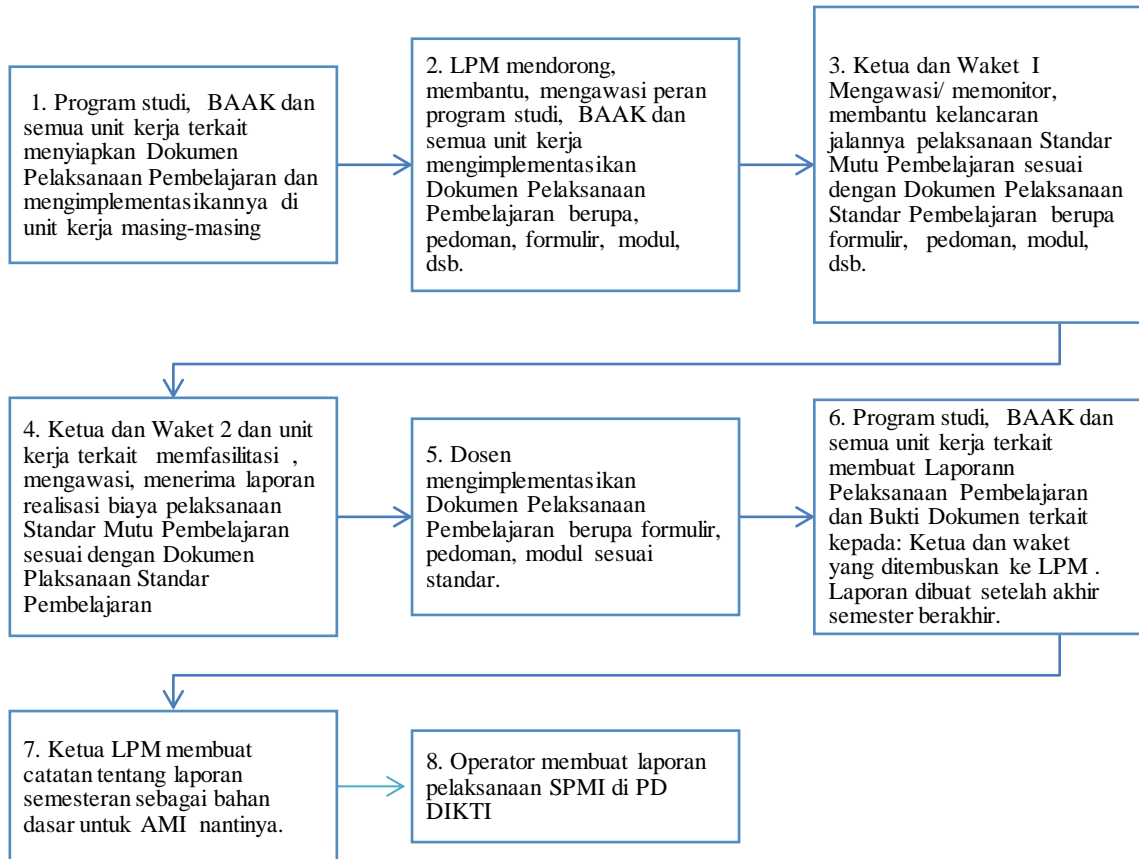 1. Program studi, BAAK dan
semua unit kerja terkait
menyiapkan Dokumen
Pelaksanaan Pembelajaran dan
mengimplementasikannya di
unit kerja masing-masing
2. LPM mendorong,
membantu, mengawasi peran
program studi, BAAK dan
semua unit kerja
mengimplementasikan
Dokumen Pelaksanaan
Pembelajaran berupa,
pedoman, formulir, modul,
dsb.
3. Ketua dan Waket I
Mengawasi/ memonitor,
membantu kelancaran
jalannya pelaksanaan Standar
Mutu Pembelajaran sesuai
dengan Dokumen Pelaksanaan
Standar Pembelajaran berupa
formulir, pedoman, modul,
dsb.
4. Ketua dan Waket 2 dan unit
kerja terkait memfasilitasi ,
mengawasi, menerima laporan
realisasi biaya pelaksanaan
Standar Mutu Pembelajaran
sesuai dengan Dokumen
Plaksanaan Standar
Pembelajaran
5. Dosen
mengimplementasikan
Dokumen Pelaksanaan
Pembelajaran berupa formulir,
pedoman, modul sesuai
standar.
6. Program studi, BAAK dan
semua unit kerja terkait
membuat Laporann
Pelaksanaan Pembelajaran
dan Bukti Dokumen terkait
kepada: Ketua dan waket
yang ditembuskan ke LPM .
Laporan dibuat setelah akhir
semester berakhir.
7. Ketua LPM membuat
catatan tentang laporan
semesteran sebagai bahan
dasar untuk AMI nantinya.
8. Operator membuat laporan
pelaksanaan SPMI di PD
DIKTI